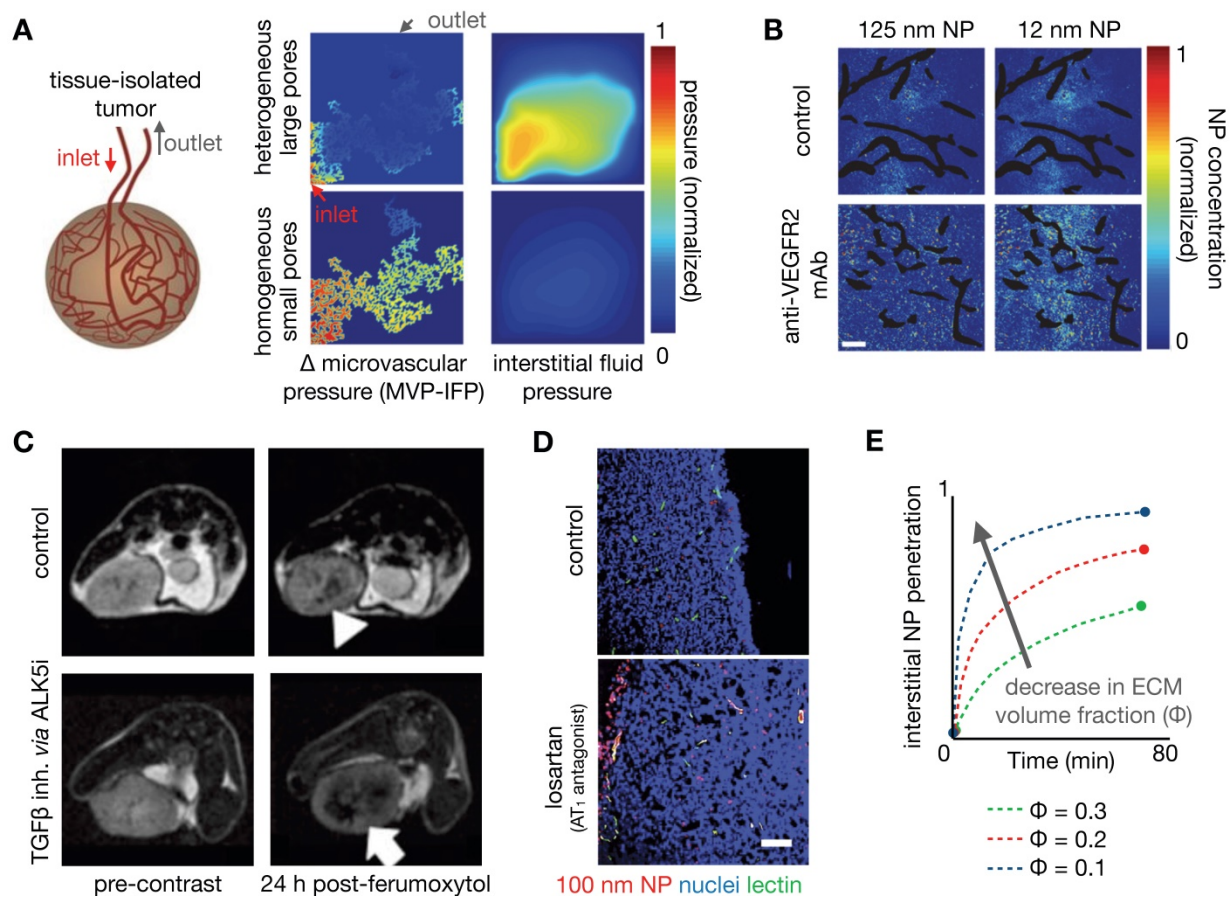 A
tissue-isolated
tumor
inlet
outlet
outlet
heterogeneous
large pores
inlet
homogeneous
small pores
Δ microvascular
pressure (MVP-IFP)
interstitial fluid
pressure
1
pressure (normalized)
0
B
125 nm NP
12 nm NP
control
anti-VEGFR2
mAb
1
NP concentration
(normalized)
0
C
control
TGFβ inh. via ALK5i
pre-contrast
24 h post-ferumoxytol
D
control
losartan
(AT₁ antagonist)
100 nm NP nuclei lectin
E
1
interstitial NP penetration
decrease in ECM
volume fraction (Φ)
0
Time (min)
80
Φ = 0.3
Φ = 0.2
Φ = 0.1